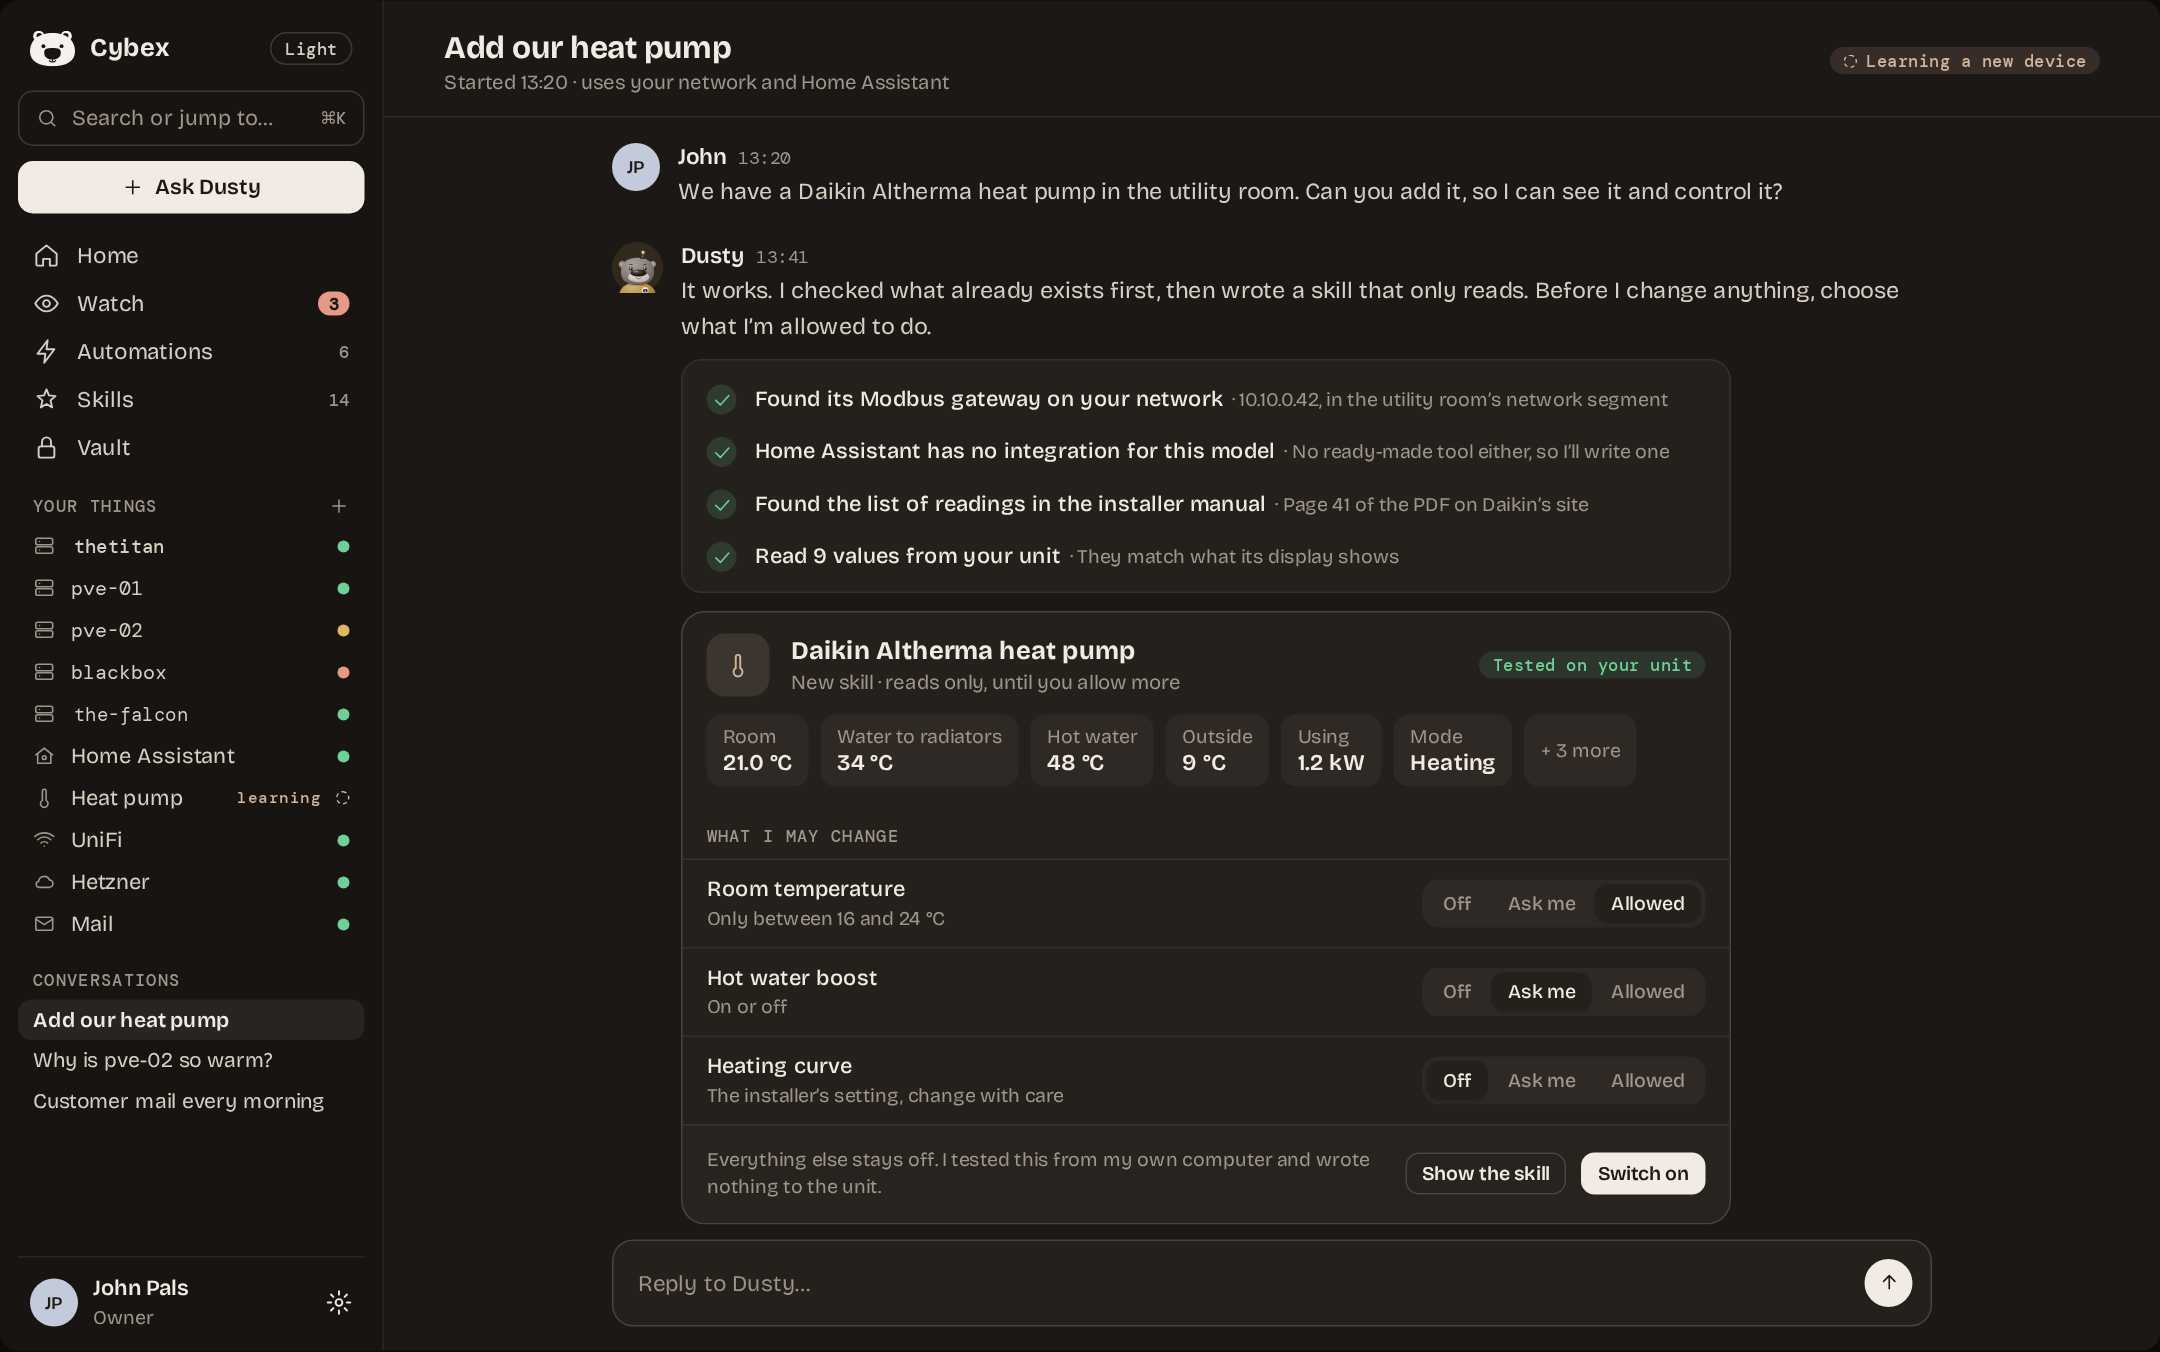 Cybex
Light
Search or jump to...
⌘K
+ Ask Dusty
Home
Watch 3
Automations 6
Skills 14
Vault
YOUR THINGS +
thetitan
pve-01
pve-02
blackbox
the-falcon
Home Assistant
Heat pump learning
UniFi
Hetzner
Mail
CONVERSATIONS
Add our heat pump
Why is pve-02 so warm?
Customer mail every morning
JP
John Pals
Owner
Add our heat pump
Started 13:20 · uses your network and Home Assistant
Learning a new device
JP
John 13:20
We have a Daikin Altherma heat pump in the utility room. Can you add it, so I can see it and control it?
Dusty 13:41
It works. I checked what already exists first, then wrote a skill that only reads. Before I change anything, choose
what I'm allowed to do.
Found its Modbus gateway on your network · 10.10.0.42, in the utility room's network segment
Home Assistant has no integration for this model · No ready-made tool either, so I'll write one
Found the list of readings in the installer manual · Page 41 of the PDF on Daikin's site
Read 9 values from your unit · They match what its display shows
Daikin Altherma heat pump
New skill · reads only, until you allow more
Tested on your unit
Room
21.0 °C
Water to radiators
34 °C
Hot water
48 °C
Outside
9 °C
Using
1.2 kW
Mode
Heating
+ 3 more
WHAT I MAY CHANGE
Room temperature
Only between 16 and 24 °C
Off Ask me Allowed
Hot water boost
On or off
Off Ask me Allowed
Heating curve
The installer's setting, change with care
Off Ask me Allowed
Everything else stays off. I tested this from my own computer and wrote
nothing to the unit.
Show the skill
Switch on
Reply to Dusty...